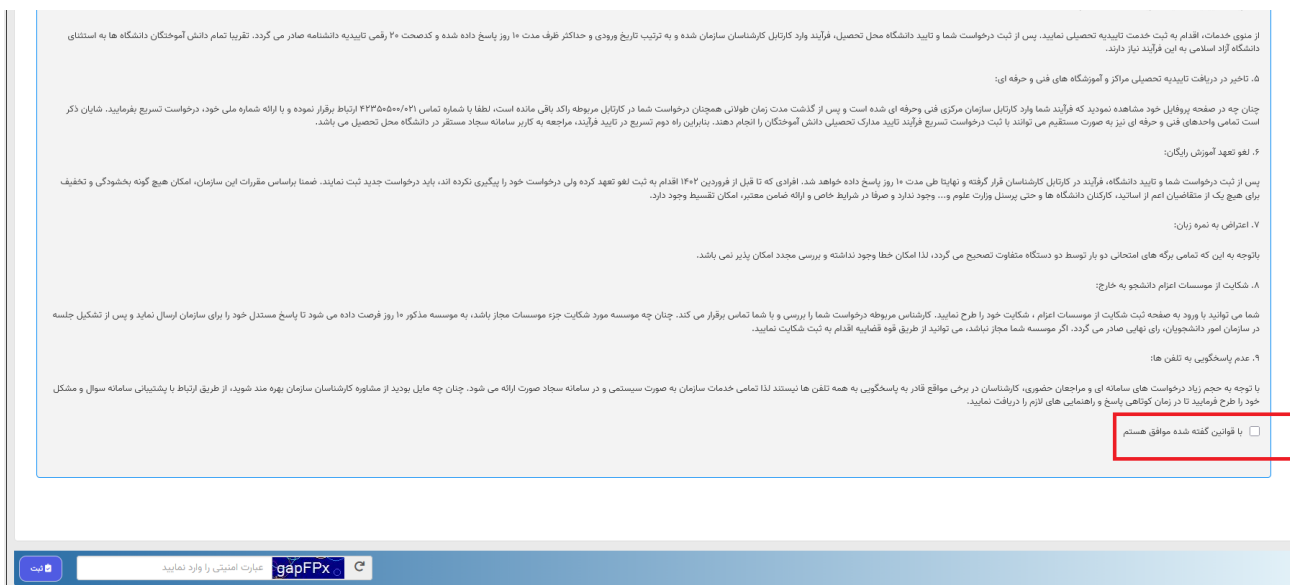 از منوی خدمات، اقدام به ثبت خدمت تاییدیه تحصیلی نمایید. پس از ثبت درخواست شما و تایید دانشگاه محل تحصیل، فرآیند وارد کارتابل کارشناسان سازمان شده و به ترتیب تاریخ ورودی و حداکثر ظرف مدت ۱۰ روز پاسخ داده شده و کدصحت ۲۰ رقمی تاییدیه دانشنامه صادر می گردد. تقریبا تمام دانش آموختگان دانشگاه ها به استثنای
دانشگاه آزاد اسلامی به این فرآیند نیاز دارند.
۵. تاخیر در دریافت تاییدیه تحصیلی مراکز و آموزشگاه های فنی و حرفه ای:
چنان چه در صفحه پروفایل خود مشاهده نمودید که فرآیند شما وارد کارتابل سازمان مرکزی فنی وحرفه ای شده است و پس از گذشت مدت زمان طولانی همچنان درخواست شما در کارتابل مربوطه راکد باقی مانده است، لطفا با شماره تماس ۴۲۳۵۰۵۰۰/۰۲۱ ارتباط برقرار نموده و با ارائه شماره ملی خود، درخواست تسریع بفرمایید. شایان ذکر
است تمامی واحدهای فنی و حرفه ای نیز به صورت مستقیم می توانند با ثبت درخواست تسریع فرآیند تایید مدارک تحصیلی دانش آموختگان را انجام دهند. بنابراین راه دوم تسریع در تایید فرآیند، مراجعه به کاربر سامانه سجاد مستقر در دانشگاه محل تحصیل می باشد.
۶. لغو تعهد آموزش رایگان:
پس از ثبت درخواست شما و تایید دانشگاه، فرآیند در کارتابل کارشناسان قرار گرفته و نهایتا طی مدت ۱۰ روز پاسخ داده خواهد شد. افرادی که تا قبل از فروردین ۱۴۰۲ اقدام به ثبت لغو تعهد کرده ولی درخواست خود را پیگیری نکرده اند، باید درخواست جدید ثبت نمایند. ضمنا براساس مقررات این سازمان، امکان هیچ گونه بخشودگی و تخفیف
برای هیچ یک از متقاضیان اعم از اساتید، کارکنان دانشگاه ها و حتی پرسنل وزارت علوم و... وجود ندارد و صرفا در شرایط خاص و ارائه ضامن معتبر، امکان تقسیط وجود دارد.
۷. اعتراض به نمره زبان:
باتوجه به این که تمامی برگه های امتحانی دو بار توسط دو دستگاه متفاوت تصحیح می گردد، لذا امکان خطا وجود نداشته و بررسی مجدد امکان پذیر نمی باشد.
۸. شکایت از موسسات اعزام دانشجو به خارج:
شما می توانید با ورود به صفحه ثبت شکایت از موسسات اعزام ، شکایت خود را طرح نمایید. کارشناس مربوطه درخواست شما را بررسی و با شما تماس برقرار می کند. چنان چه موسسه مورد شکایت جزء موسسات مجاز باشد، به موسسه مذکور ۱۰ روز فرصت داده می شود تا پاسخ مستدل خود را برای سازمان ارسال نماید و پس از تشکیل جلسه
در سازمان امور دانشجویان، رای نهایی صادر می گردد. اگر موسسه شما مجاز نباشد، می توانید از طریق قوه قضاییه اقدام به ثبت شکایت نمایید.
۹. عدم پاسخگویی به تلفن ها:
با توجه به حجم زیاد درخواست های سامانه ای و مراجعان حضوری، کارشناسان در برخی مواقع قادر به پاسخگویی به همه تلفن ها نیستند لذا تمامی خدمات سازمان به صورت سیستمی و در سامانه سجاد صورت ارائه می شود. چنان چه مایل بودید از مشاوره کارشناسان سازمان بهره مند شوید، از طریق ارتباط با پشتیبانی سامانه سوال و مشکل
خود را طرح فرمایید تا در زمان کوتاهی پاسخ و راهنمایی های لازم را دریافت نمایید.
با قوانین گفته شده موافق هستم
gapFPx عبارت امنیتی را وارد نمایید ثبت